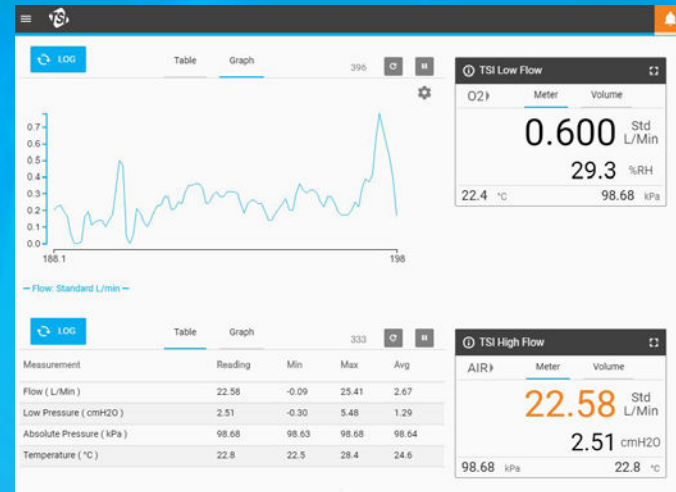 TSI
LOG
Table
Graph
396
0.7
0.6
0.5
0.4
0.3
0.2
0.1
0.0
188.1
198
Flow: Standard L/min
TSI Low Flow
O2
Meter
Volume
0.600 Std L/Min
29.3 %RH
22.4 °C
98.68 kPa
LOG
Table
Graph
333
Measurement Reading Min Max Avg
Flow ( L/Min ) 22.58 -0.09 25.41 2.67
Low Pressure ( cmH2O ) 2.51 -0.30 5.48 1.29
Absolute Pressure ( kPa ) 98.68 98.63 98.68 98.64
Temperature ( °C ) 22.8 22.5 28.4 24.6
TSI High Flow
AIR
Meter
Volume
22.58 Std L/Min
2.51 cmH20
98.68 kPa
22.8 °C